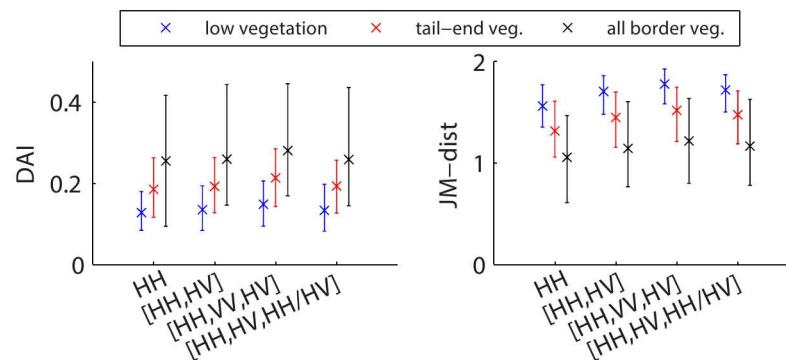 low vegetation tail-end veg. all border veg.
DAI
0.4
0.2
0
HH
[HH,HV]
[HH,VV,HV]
[HH,HV,HH/HV]
JM-dist
2
1
0
HH
[HH,HV]
[HH,VV,HV]
[HH,HV,HH/HV]